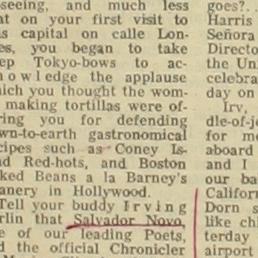 seeing, and much less
at on your first visit to
s capital on calle Lon-
es, you began to take
ep Tokyo-bows to ac-
nowledge the applause
ich you thought the wom-
making tortillas were of-
ring you for defending
wn-to-earth gastronomical
cipes such as Coney Is-
nd Red-hots, and Boston
ked Beans a la Barney's
anery in Hollywood.
Tell your buddy Irving
rlin that Salvador Novo,
e of our leading Poets,
d the official Chronicler
goes?..
Harris
Señora
Directo
the Uni
celebra
day on
Irv,
dle-of-j
for me
aboard
and I
our ba
Califor
Dorn s
like chi
terday
airport